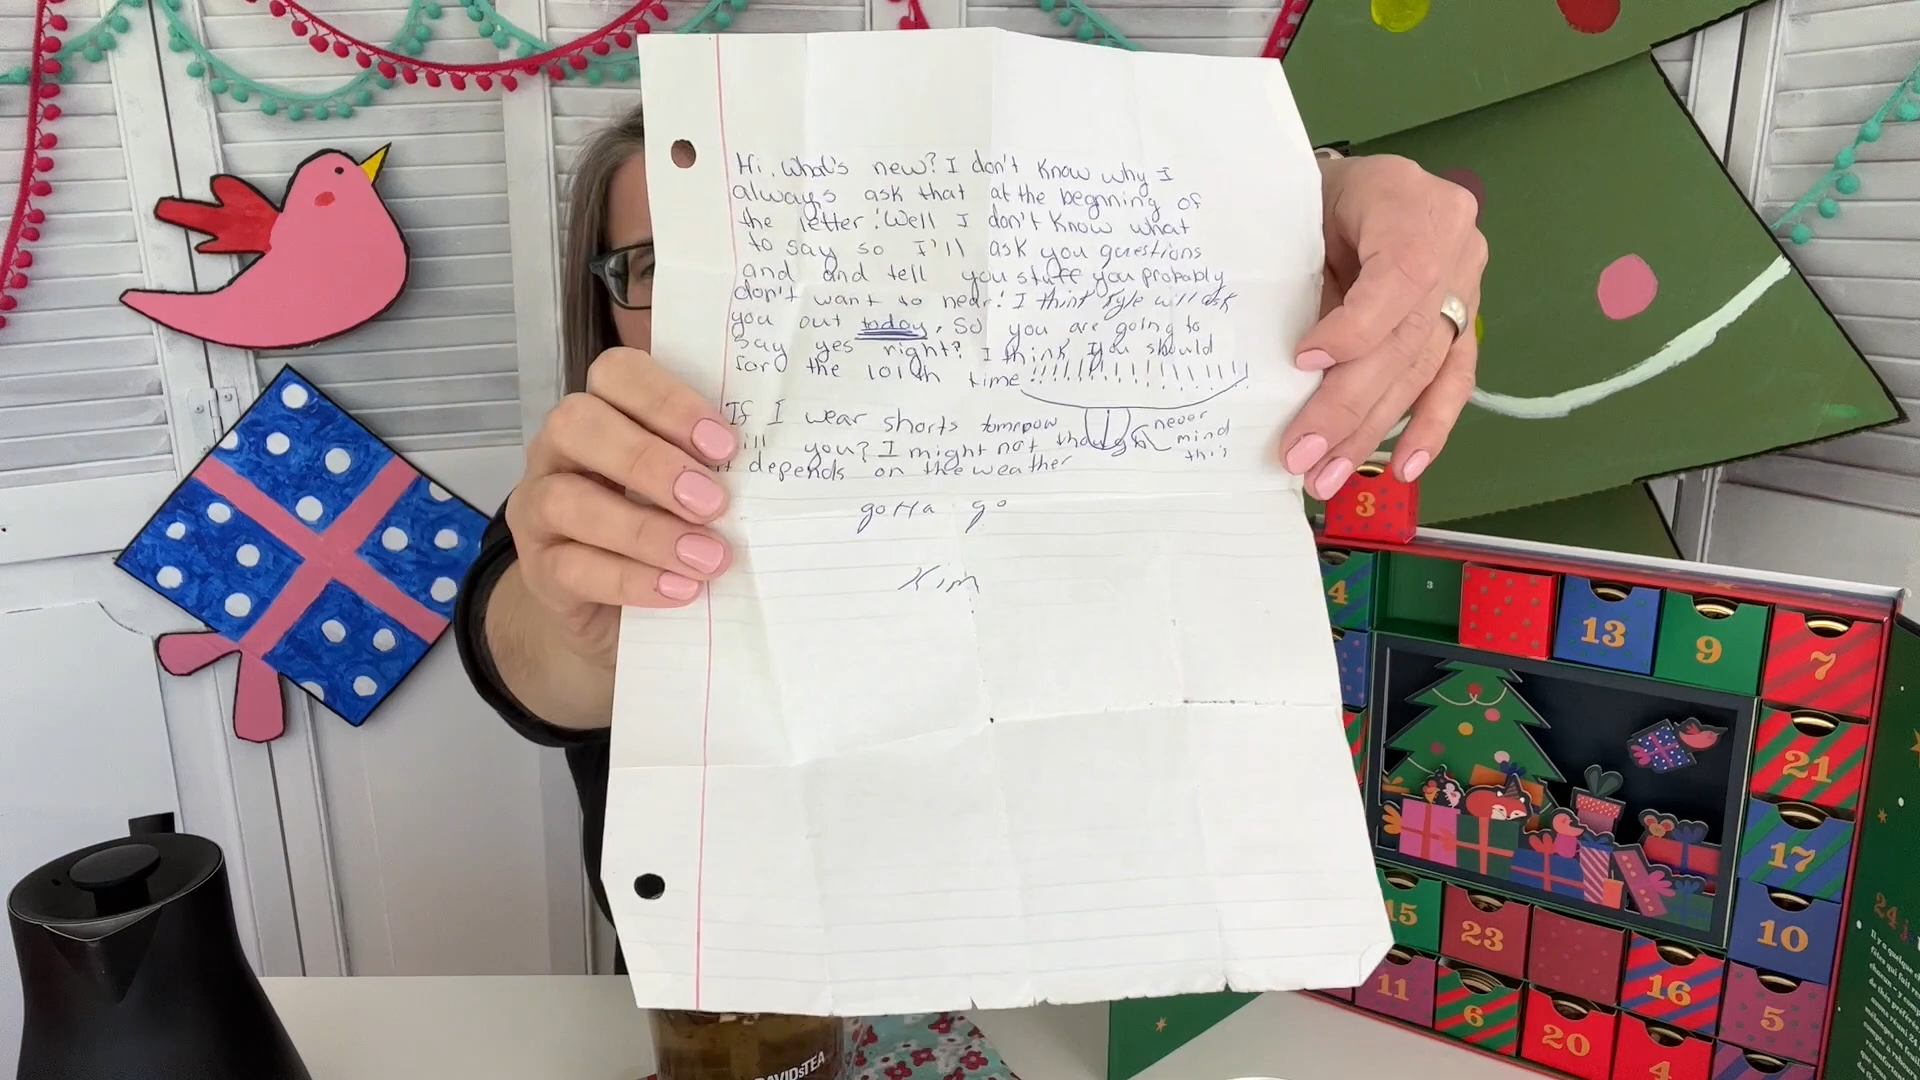 Hi. What's new? I don't know why I
always ask that at the beginning of
the letter! Well I don't know what
to say so I'll ask you questions
and and tell you stuff you probably
don't want to hear! I think Kyle will ask
you out today. So you are going to
say yes right? I think you should
for the 101th time!!!!!!!!!!!!!!!!
If I wear shorts tomorrow
will you? I might not though
it depends on the weather
never
mind
this
gotta go
Kim
3
4
3
13
9
7
21
17
10
15
23
11
6
20
16
4
5
24
DAVIDsTEA